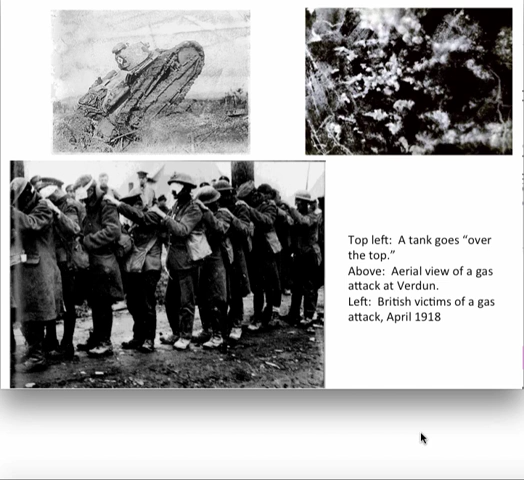 Top left:  A tank goes “over
the top.”
Above:  Aerial view of a gas
attack at Verdun.
Left:  British victims of a gas
attack, April 1918